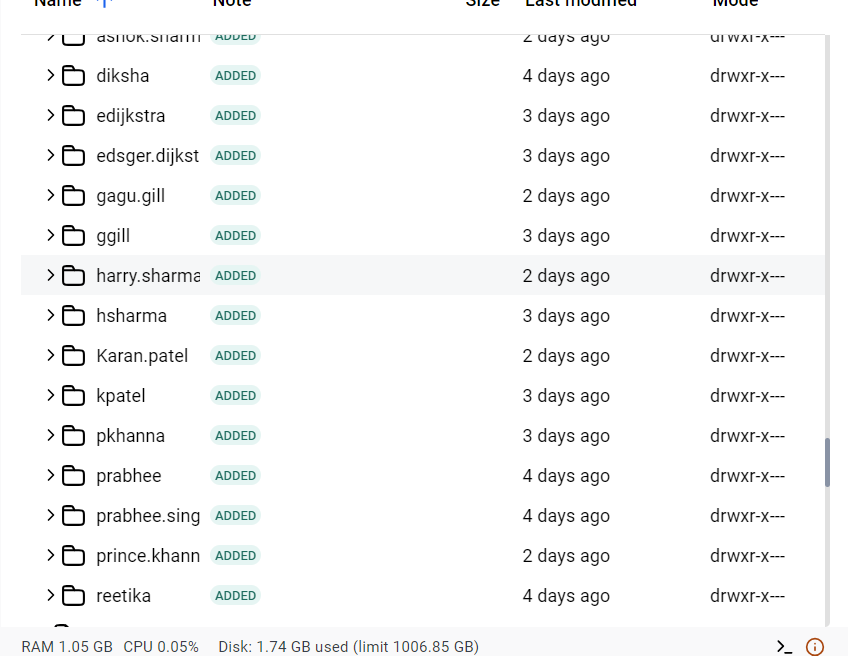 Name Note Size Last modified Mode
ashok.sharm ADDED 2 days ago drwxr-x---
diksha ADDED 4 days ago drwxr-x---
edijkstra ADDED 3 days ago drwxr-x---
edsger.dijkst ADDED 3 days ago drwxr-x---
gagu.gill ADDED 2 days ago drwxr-x---
ggill ADDED 3 days ago drwxr-x---
harry.sharma ADDED 2 days ago drwxr-x---
hsharma ADDED 3 days ago drwxr-x---
Karan.patel ADDED 2 days ago drwxr-x---
kpatel ADDED 3 days ago drwxr-x---
pkhanna ADDED 3 days ago drwxr-x---
prabhee ADDED 4 days ago drwxr-x---
prabhee.sing ADDED 4 days ago drwxr-x---
prince.khann ADDED 2 days ago drwxr-x---
reetika ADDED 4 days ago drwxr-x---
RAM 1.05 GB CPU 0.05% Disk: 1.74 GB used (limit 1006.85 GB)